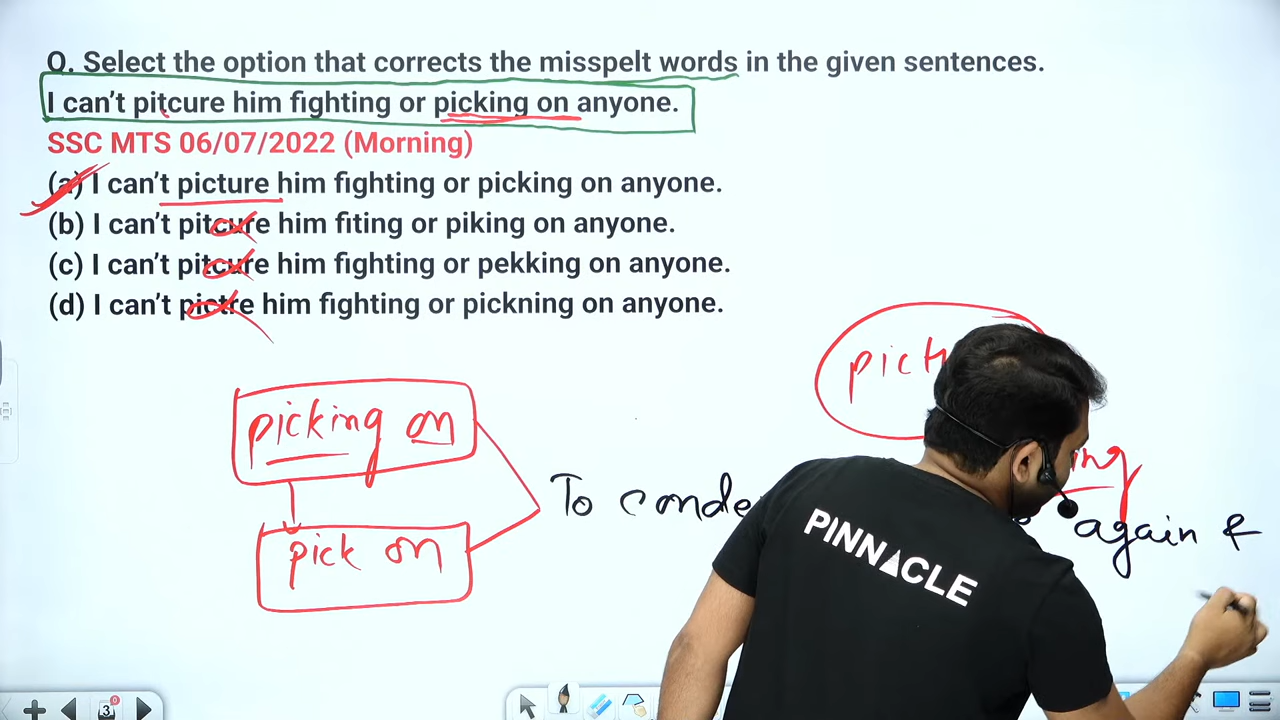 Q. Select the option that corrects the misspelt words in the given sentences.
I can't pitcure him fighting or picking on anyone.
SSC MTS 06/07/2022 (Morning)
(a) I can't picture him fighting or picking on anyone.
(b) I can't pitcure him fiting or piking on anyone.
(c) I can't pitcure him fighting or pekking on anyone.
(d) I can't pictre him fighting or pickning on anyone.
picking on
pick on
To
again &
PINNACLE
3